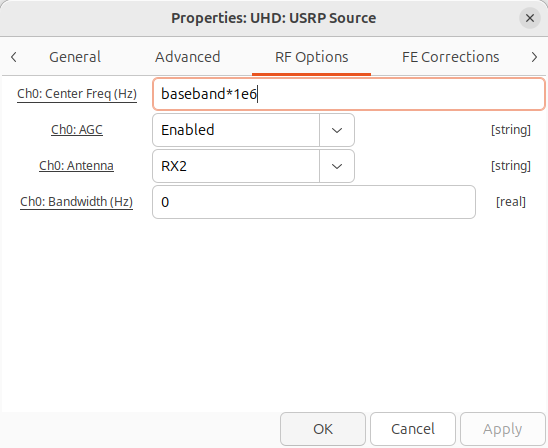 Properties: UHD: USRP Source
General Advanced RF Options FE Corrections
Ch0: Center Freq (Hz) baseband*1e6
Ch0: AGC Enabled [string]
Ch0: Antenna RX2 [string]
Ch0: Bandwidth (Hz) 0 [real]
OK Cancel Apply